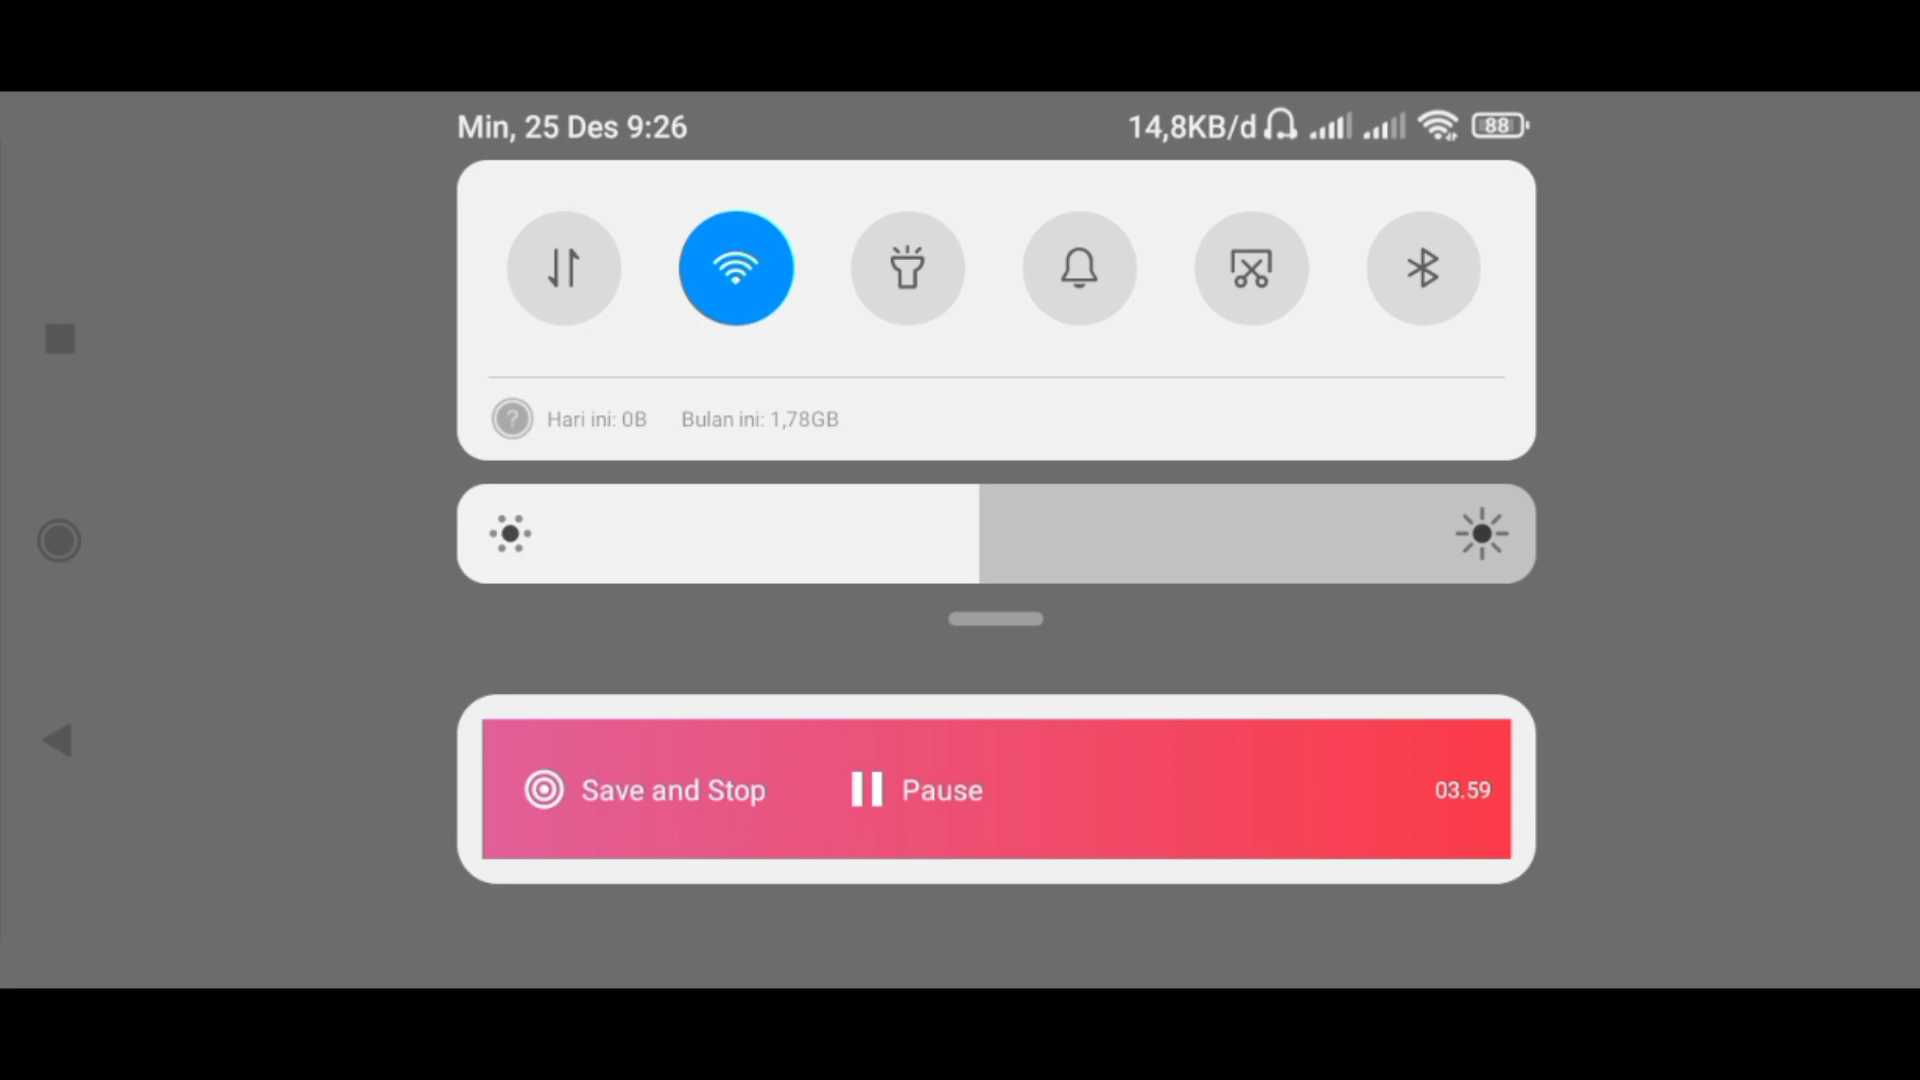 Min, 25 Des 9:26
14,8KB/d 88
Hari ini: 0B Bulan ini: 1,78GB
Save and Stop Pause 03.59